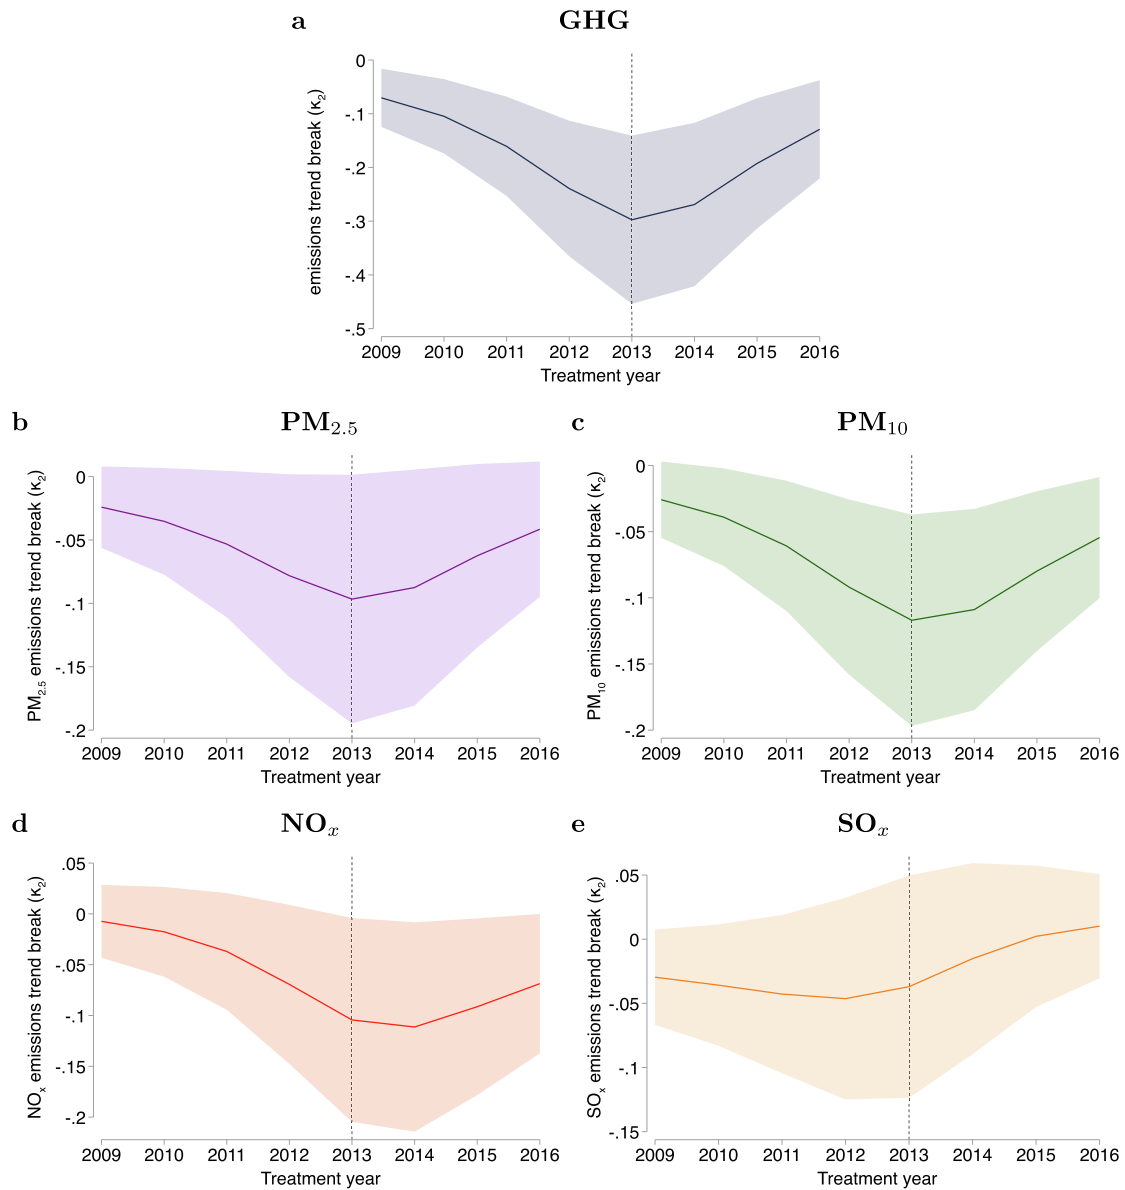 a GHG
emissions trend break (κ₂)
0
-.1
-.2
-.3
-.4
-.5
2009 2010 2011 2012 2013 2014 2015 2016
Treatment year
b PM₂.₅
PM₂.₅ emissions trend break (κ₂)
0
-.05
-.1
-.15
-.2
2009 2010 2011 2012 2013 2014 2015 2016
Treatment year
c PM₁₀
PM₁₀ emissions trend break (κ₂)
0
-.05
-.1
-.15
-.2
2009 2010 2011 2012 2013 2014 2015 2016
Treatment year
d NOₓ
NOₓ emissions trend break (κ₂)
.05
0
-.05
-.1
-.15
-.2
2009 2010 2011 2012 2013 2014 2015 2016
Treatment year
e SOₓ
SOₓ emissions trend break (κ₂)
.05
0
-.05
-.1
-.15
2009 2010 2011 2012 2013 2014 2015 2016
Treatment year